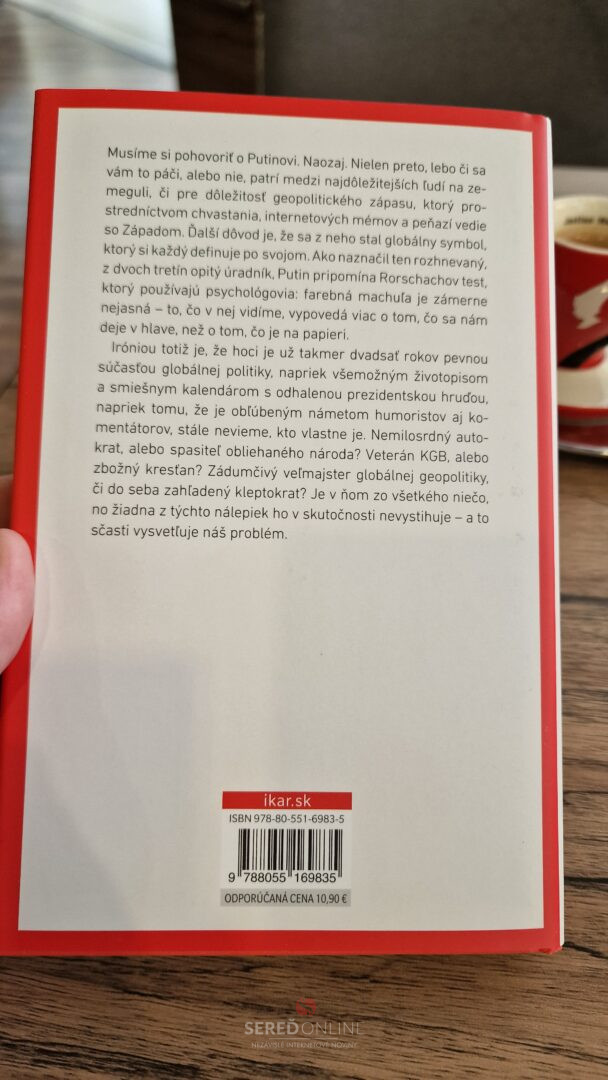 Musíme si pohovoriť o Putinovi. Naozaj. Nielen preto, lebo či sa
vám to páči, alebo nie, patrí medzi najdôležitejších ľudí na ze-
meguli, či pre dôležitosť geopolitického zápasu, ktorý pro-
stredníctvom chvastania, internetových mémov a peňazí vedie
so Západom. Ďalší dôvod je, že sa z neho stal globálny symbol,
ktorý si každý definuje po svojom. Ako naznačil ten rozhnevaný,
z dvoch tretín opitý úradník, Putin pripomína Rorschachov test,
ktorý používajú psychológovia: farebná machuľa je zámerne
nejasná – to, čo v nej vidíme, vypovedá viac o tom, čo sa nám
deje v hlave, než o tom, čo je na papieri.
Iróniou totiž je, že hoci je už takmer dvadsať rokov pevnou
súčasťou globálnej politiky, napriek všemožným životopisom
a smiešnym kalendárom s odhalenou prezidentskou hruďou,
napriek tomu, že je obľúbeným námetom humoristov aj ko-
mentátorov, stále nevieme, kto vlastne je. Nemilosrdný auto-
krat, alebo spasiteľ obliehaného národa? Veterán KGB, alebo
zbožný kresťan? Zádumčivý veľmajster globálnej geopolitiky,
či do seba zahľadený kleptokrat? Je v ňom zo všetkého niečo,
no žiadna z týchto nálepiek ho v skutočnosti nevystihuje – a to
sčasti vysvetľuje náš problém.
ikar.sk
ISBN 978-80-551-6983-5
9 788055 169835
ODPORÚČANÁ CENA 10,90 €
SEREĎONLINE
NEZÁVISLÉ INTERNETOVÉ NOVINY